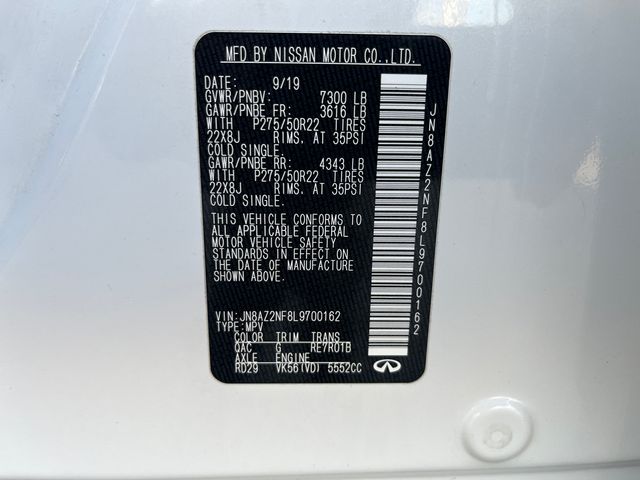 MFD BY NISSAN MOTOR CO.,LTD.
DATE: 9/19
GVWR/PNBV: 7300 LB
GAWR/PNBE FR: 3616 LB
WITH P275/50R22 TIRES
22X8J RIMS. AT 35PSI
COLD SINGLE.
GAWR/PNBE RR: 4343 LB
WITH P275/50R22 TIRES
22X8J RIMS. AT 35PSI
COLD SINGLE.
THIS VEHICLE CONFORMS TO
ALL APPLICABLE FEDERAL
MOTOR VEHICLE SAFETY
STANDARDS IN EFFECT ON
THE DATE OF MANUFACTURE
SHOWN ABOVE.
VIN:JN8AZ2NF8L9700162
TYPE:MPV
COLOR TRIM TRANS
QAC G RE7R01B
AXLE ENGINE
RD29 VK56(VD) 5552CC
JN8AZ2NF8L9700162